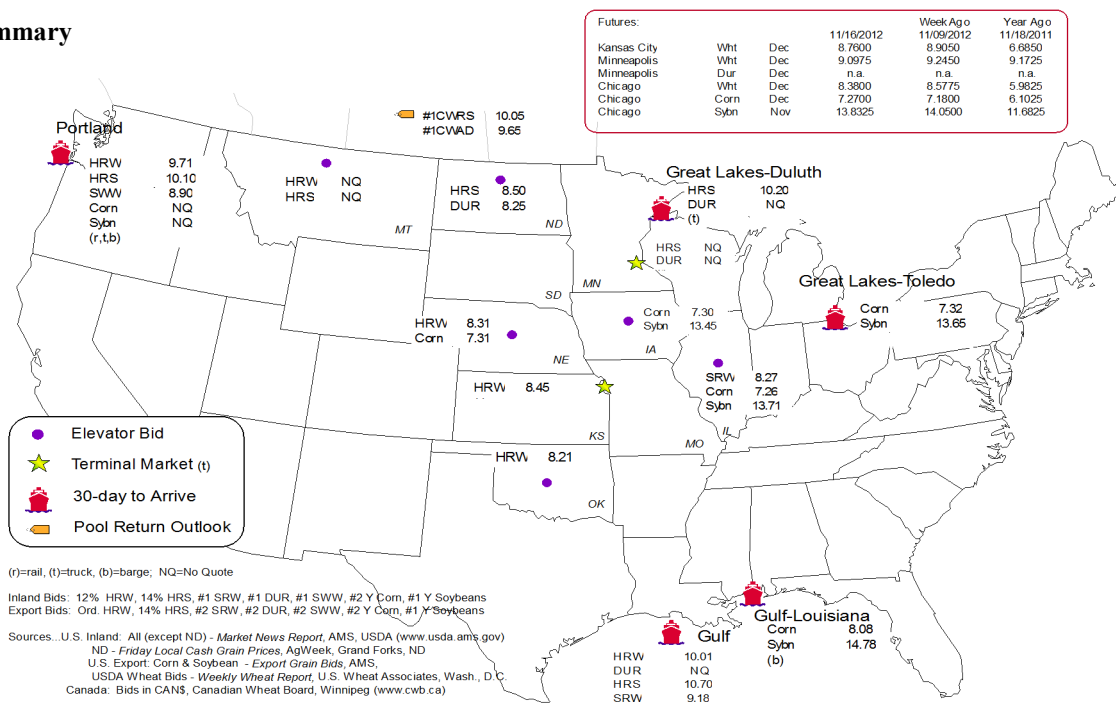 mmary
Futures: Week Ago Year Ago
11/16/2012 11/09/2012 11/18/2011
Kansas City Wht Dec 8.7600 8.9050 6.6850
Minneapolis Wht Dec 9.0975 9.2450 9.1725
Minneapolis Dur Dec n.a. n.a. n.a.
Chicago Wht Dec 8.3800 8.5775 5.9825
Chicago Corn Dec 7.2700 7.1800 6.1025
Chicago Sybn Nov 13.8325 14.0500 11.6825
#1CWRS 10.05
#1CWAD 9.65
Portland
HRW 9.71
HRS 10.10
SWW 8.90
Corn NQ
Sybn NQ
(r,t,b)
HRW NQ
HRS NQ
MT
HRS 8.50
DUR 8.25
ND
Great Lakes-Duluth
HRS 10.20
DUR NQ
(t)
HRS NQ
DUR NQ
MN
SD
Great Lakes-Toledo
Corn 7.32
Sybn 13.65
HRW 8.31
Corn 7.31
NE
Corn 7.30
Sybn 13.45
IA
HRW 8.45
KS
SRW 8.27
Corn 7.26
Sybn 13.71
IL
MO
HRW 8.21
OK
Elevator Bid
Terminal Market (t)
30-day to Arrive
Pool Return Outlook
Gulf-Louisiana
Corn 8.08
Sybn 14.78
(b)
Gulf
HRW 10.01
DUR NQ
HRS 10.70
SRW 9.18
(r)=rail, (t)=truck, (b)=barge; NQ=No Quote
Inland Bids: 12% HRW, 14% HRS, #1 SRW, #1 DUR, #1 SWW, #2 Y Corn, #1 Y Soybeans
Export Bids: Ord. HRW, 14% HRS, #2 SRW, #2 DUR, #2 SWW, #2 Y Corn, #1 Y Soybeans
Sources...U.S. Inland: All (except ND) - Market News Report, AMS, USDA (www.usda.ams.gov)
ND - Friday Local Cash Grain Prices, AgWeek, Grand Forks, ND
U.S. Export: Corn & Soybean - Export Grain Bids, AMS,
USDA Wheat Bids - Weekly Wheat Report, U.S. Wheat Associates, Wash., D.C.
Canada: Bids in CAN$, Canadian Wheat Board, Winnipeg (www.cwb.ca)